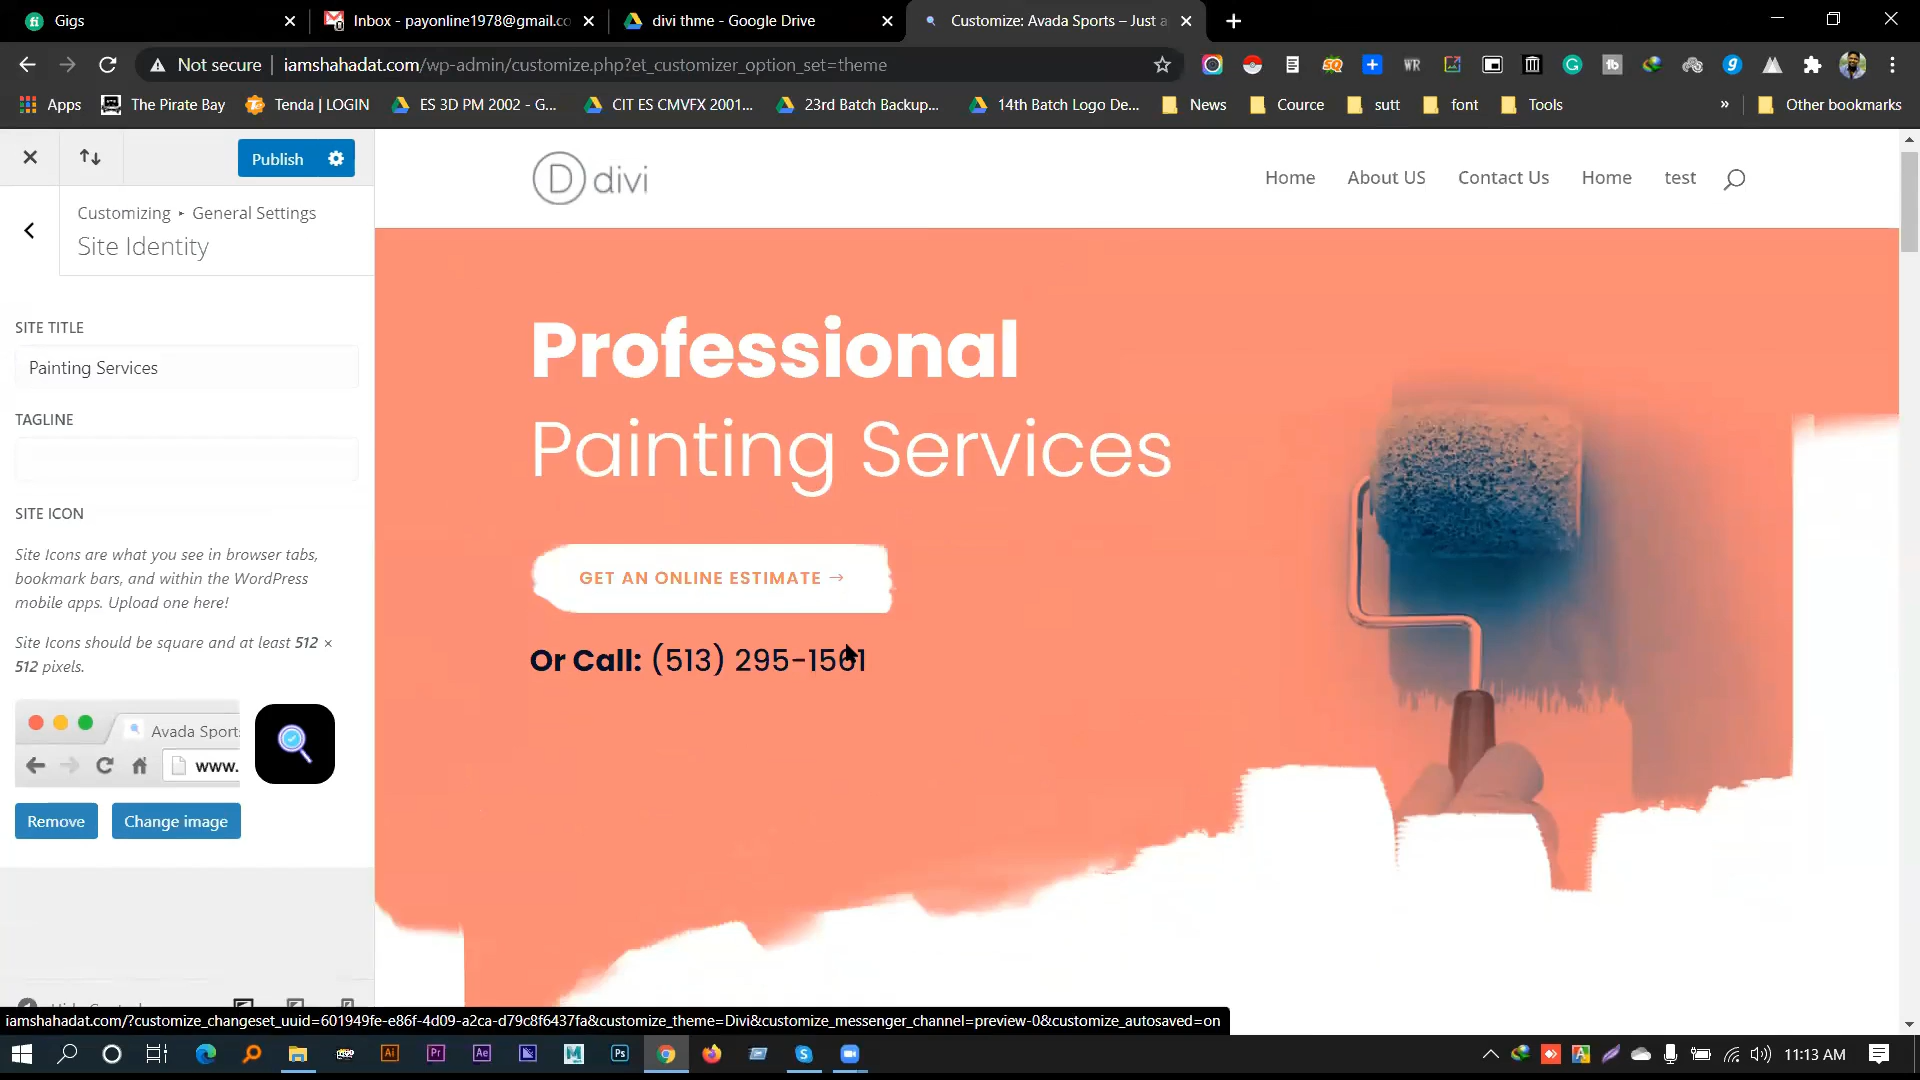 Gigs
Inbox - payonline1978@gmail.co
divi thme - Google Drive
Customize: Avada Sports – Just a
Not secure
iamshahadat.com/wp-admin/customize.php?et_customizer_option_set=theme
Apps
The Pirate Bay
Tenda | LOGIN
ES 3D PM 2002 - G...
CIT ES CMVFX 2001...
23rd Batch Backup...
14th Batch Logo De...
News
Cource
sutt
font
Tools
»
Other bookmarks
Publish
Customizing ▸ General Settings
Site Identity
SITE TITLE
Painting Services
TAGLINE
SITE ICON
Site Icons are what you see in browser tabs,
bookmark bars, and within the WordPress
mobile apps. Upload one here!
Site Icons should be square and at least 512 ×
512 pixels.
Avada Sport
www.
Remove
Change image
D divi
Home
About US
Contact Us
Home
test
Professional
Painting Services
GET AN ONLINE ESTIMATE →
Or Call: (513) 295-1561
iamshahadat.com/?customize_changeset_uuid=601949fe-e86f-4d09-a2ca-d79c8f6437fa&customize_theme=Divi&customize_messenger_channel=preview-0&customize_autosaved=on
11:13 AM